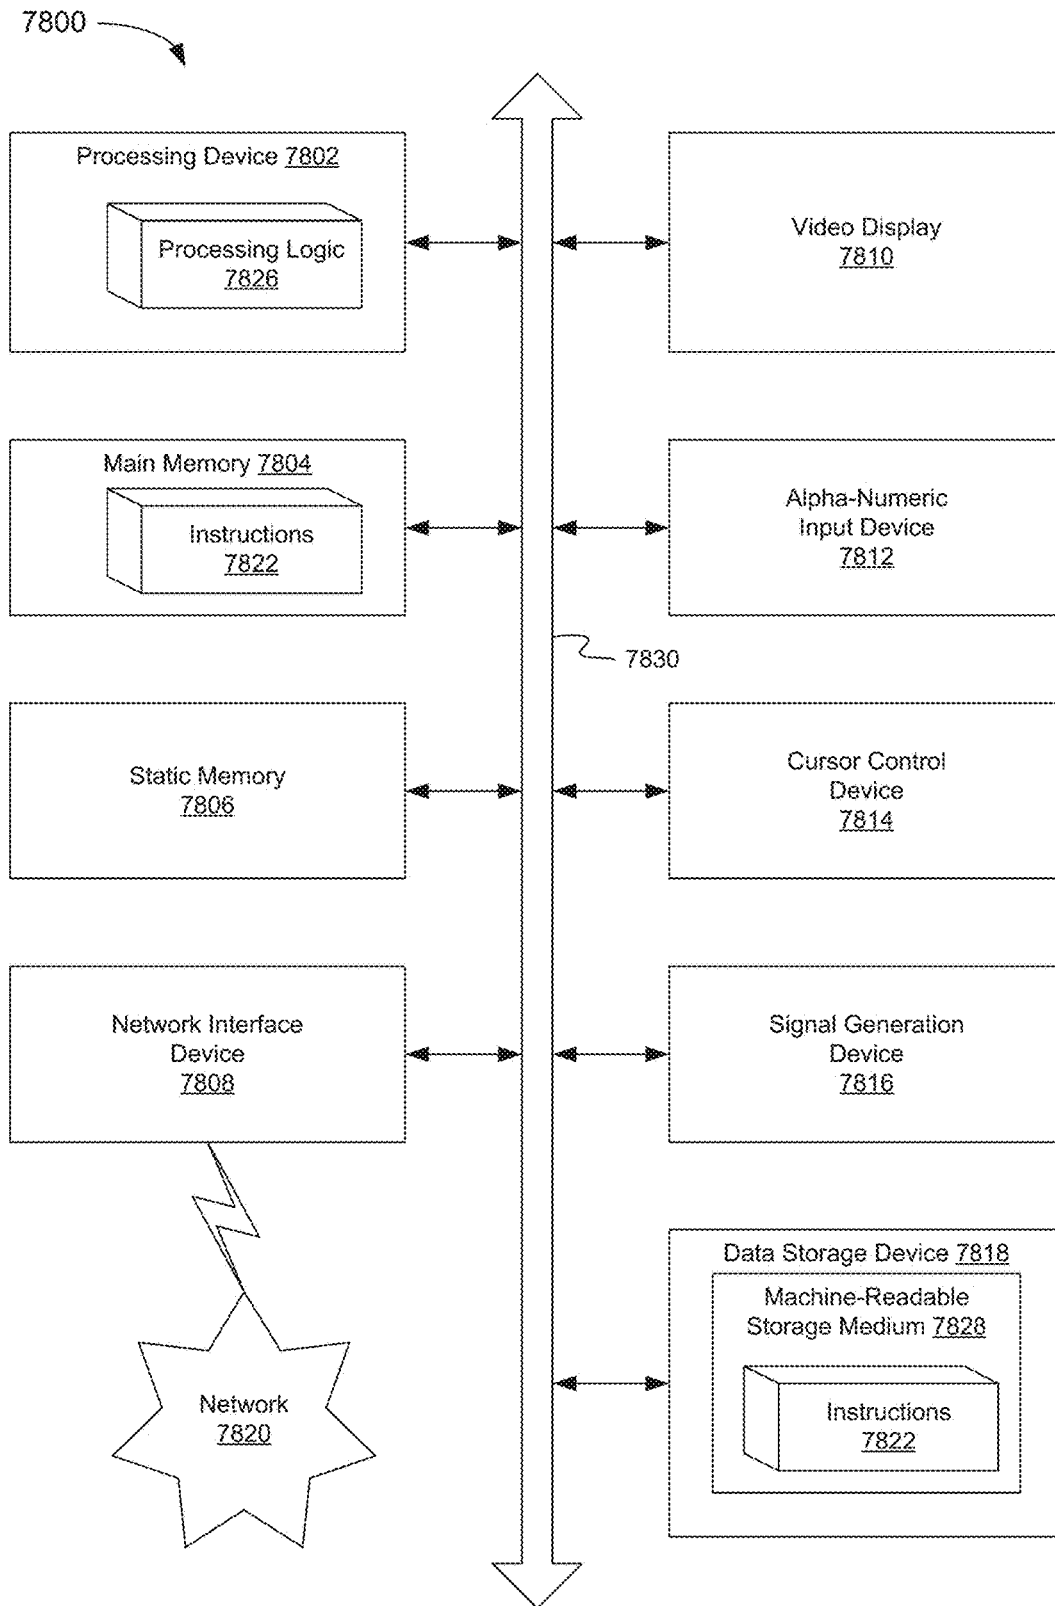 7800
Processing Device 7802
Processing Logic
7826
Video Display
7810
Main Memory 7804
Instructions
7822
Alpha-Numeric
Input Device
7812
7830
Static Memory
7806
Cursor Control
Device
7814
Network Interface
Device
7808
Signal Generation
Device
7816
Data Storage Device 7818
Machine-Readable
Storage Medium 7828
Instructions
7822
Network
7820